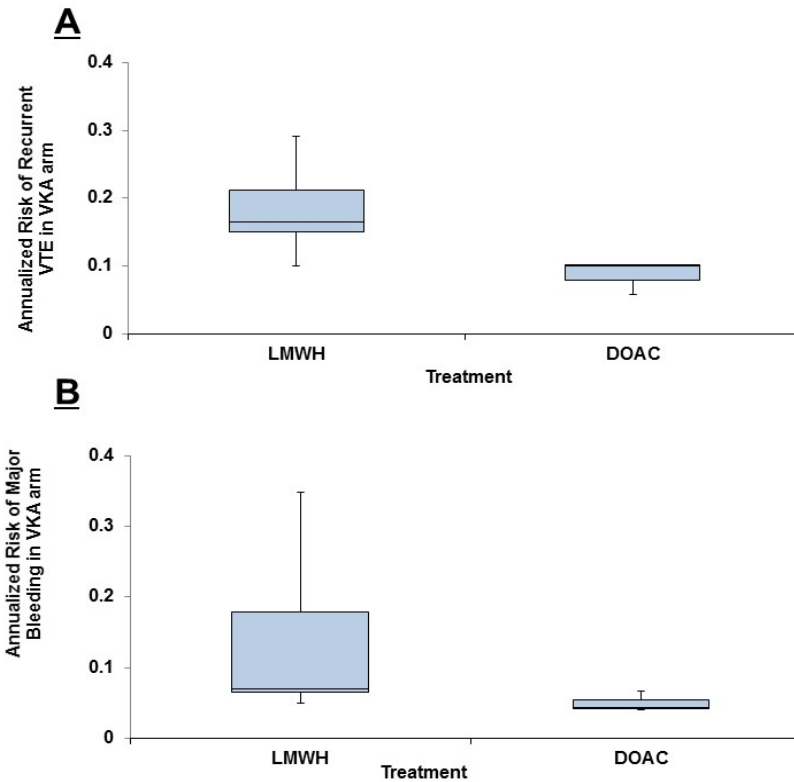 A
Annualized Risk of Recurrent
VTE in VKA arm
0.4
0.3
0.2
0.1
0
LMWH
DOAC
Treatment
B
Annualized Risk of Major
Bleeding in VKA arm
0.4
0.3
0.2
0.1
0
LMWH
DOAC
Treatment